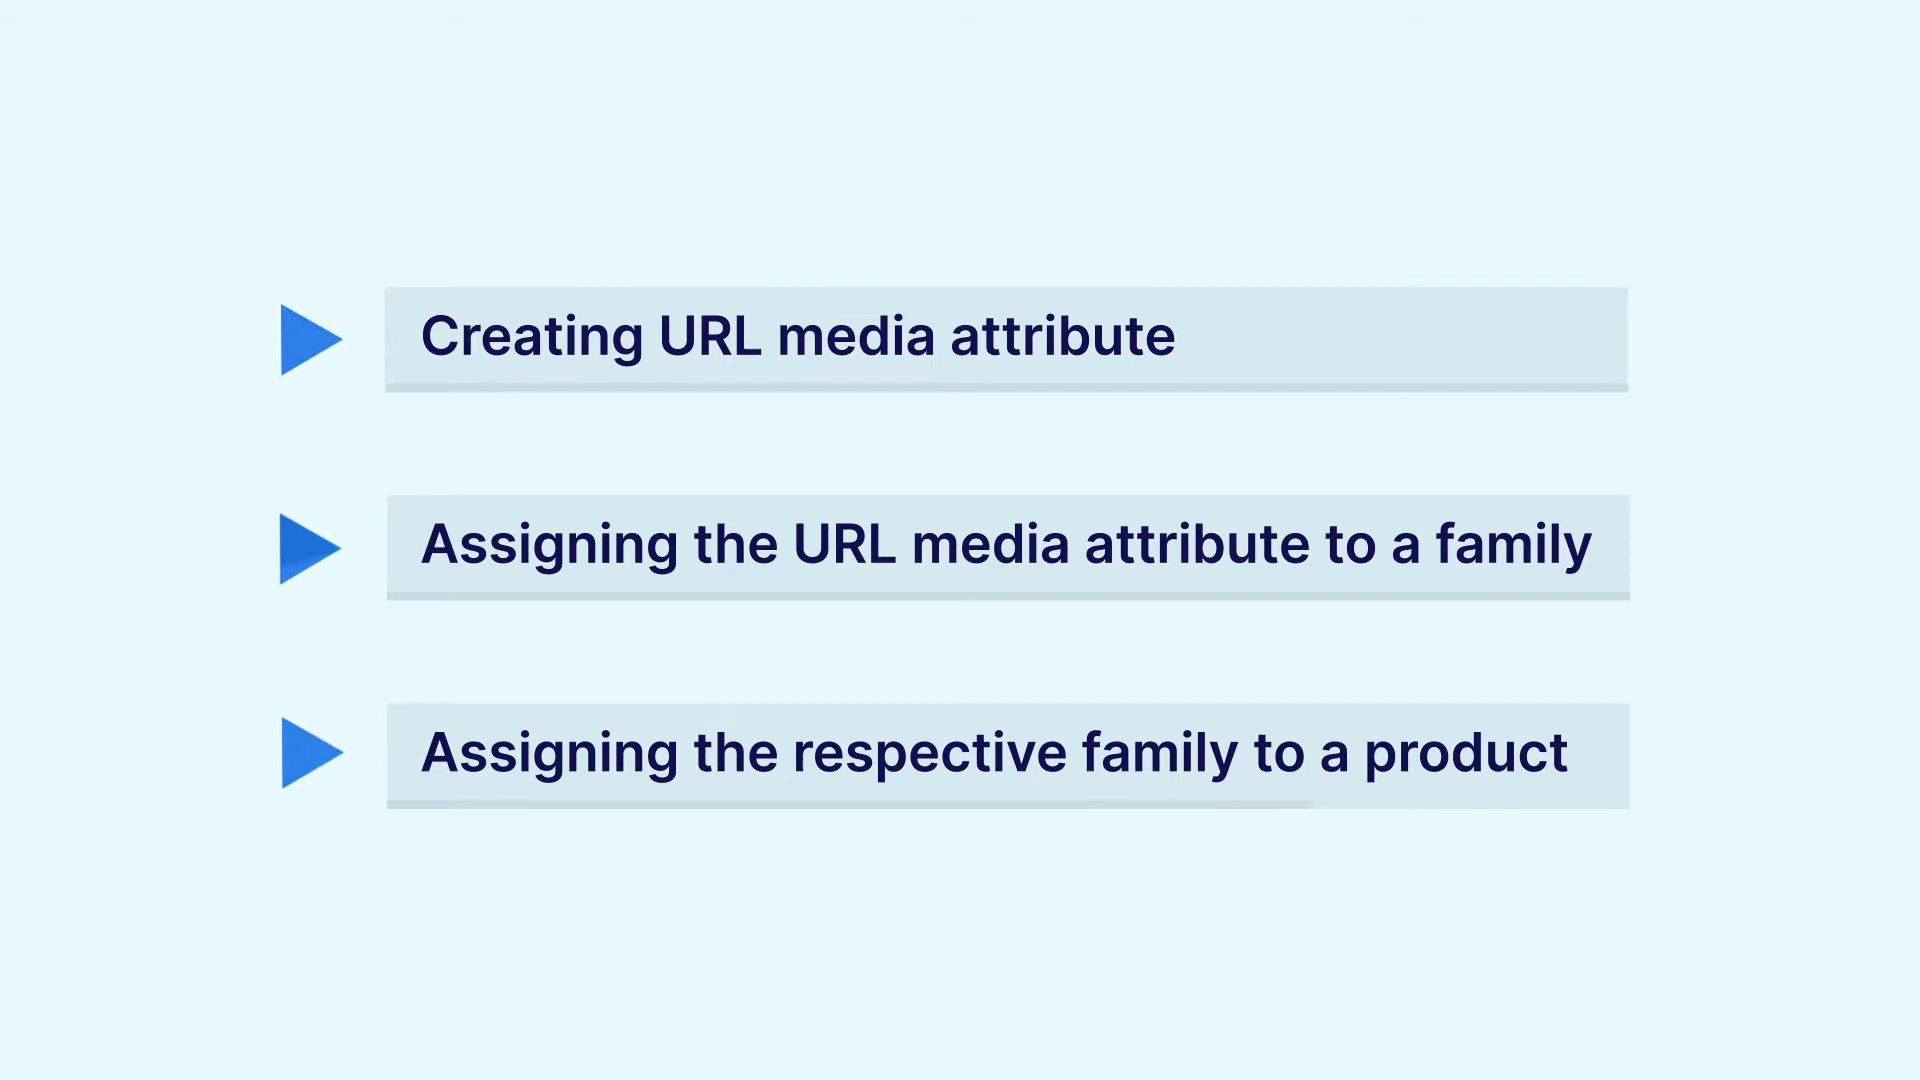 Creating URL media attribute
Assigning the URL media attribute to a family
Assigning the respective family to a product